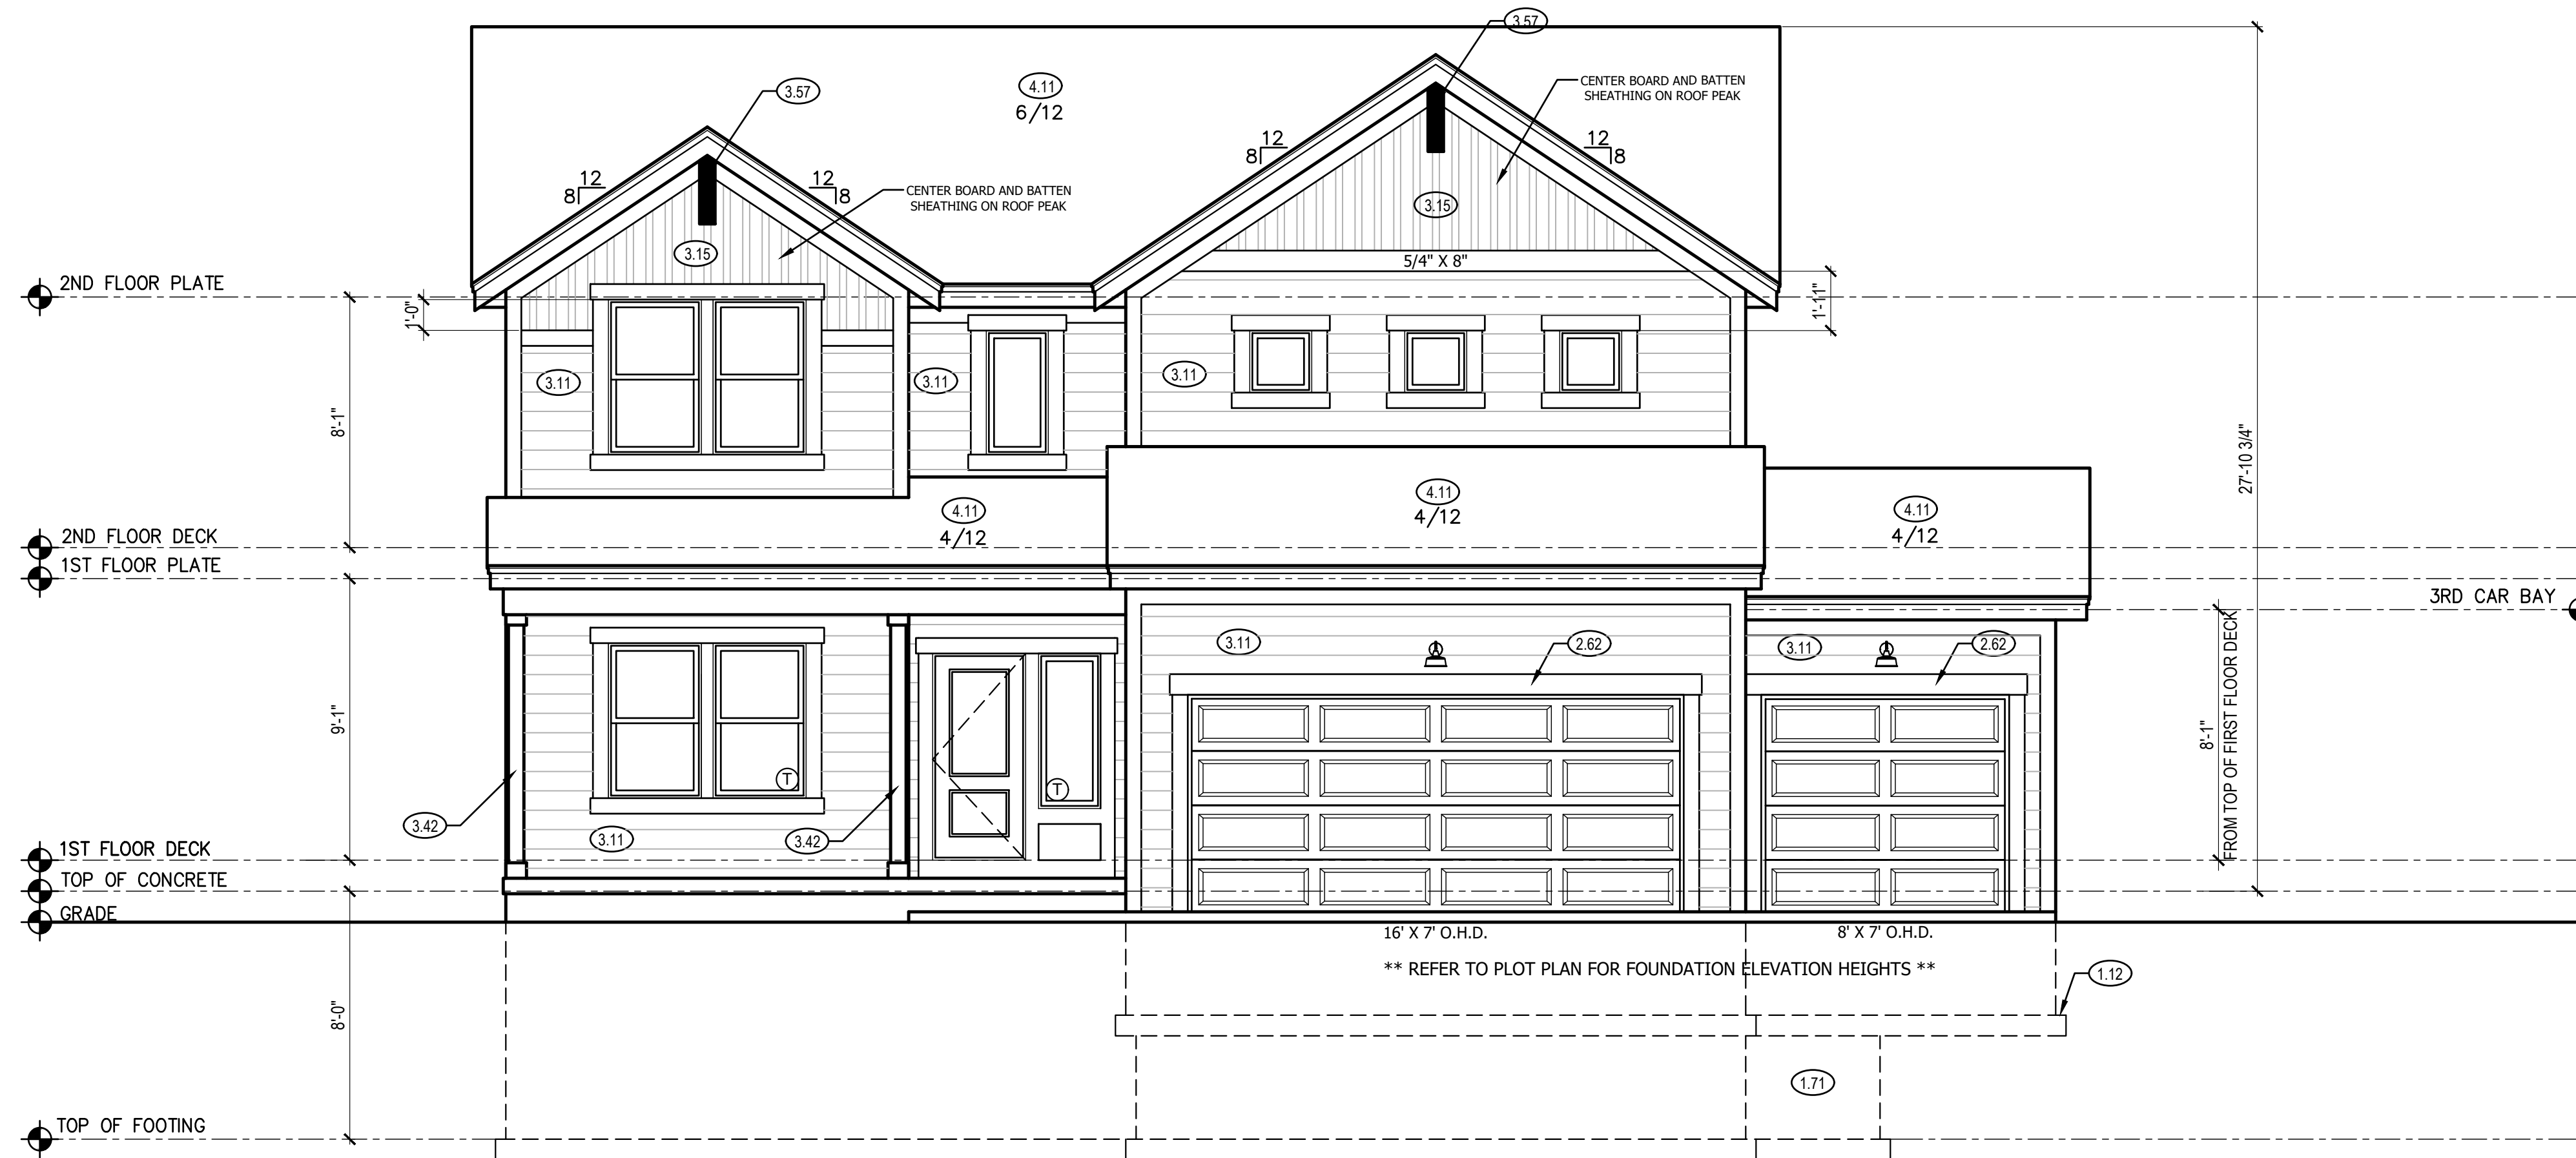 3.57
4.11
6/12
CENTER BOARD AND BATTEN
SHEATHING ON ROOF PEAK
3.57
12
8
12
8
12
8
12
8
CENTER BOARD AND BATTEN
SHEATHING ON ROOF PEAK
3.15
3.15
5/4" X 8"
2ND FLOOR PLATE
1'-0"
1'-11"
3.11
3.11
3.11
8'-1"
27'-10 3/4"
4.11
4/12
4.11
4/12
4.11
4/12
2ND FLOOR DECK
1ST FLOOR PLATE
3RD CAR BAY
3.11
2.62
3.11
2.62
9'-1"
8'-1"
FROM TOP OF FIRST FLOOR DECK
T
T
3.42
3.11
3.42
1ST FLOOR DECK
TOP OF CONCRETE
GRADE
16' X 7' O.H.D.
8' X 7' O.H.D.
** REFER TO PLOT PLAN FOR FOUNDATION ELEVATION HEIGHTS **
1.12
8'-0"
1.71
TOP OF FOOTING